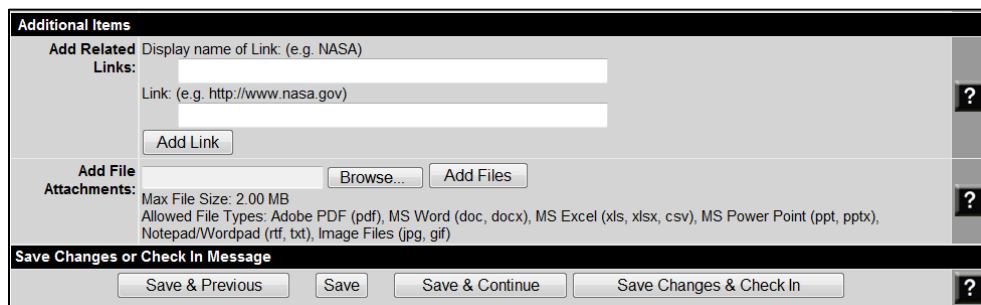 Additional Items
Add Related Display name of Link: (e.g. NASA)
Links:
Link: (e.g. http://www.nasa.gov)
?
Add Link
Add File
Attachments:
Browse... Add Files
Max File Size: 2.00 MB
?
Allowed File Types: Adobe PDF (pdf), MS Word (doc, docx), MS Excel (xls, xlsx, csv), MS Power Point (ppt, pptx),
Notepad/Wordpad (rtf, txt), Image Files (jpg, gif)
Save Changes or Check In Message
Save & Previous Save Save & Continue Save Changes & Check In ?